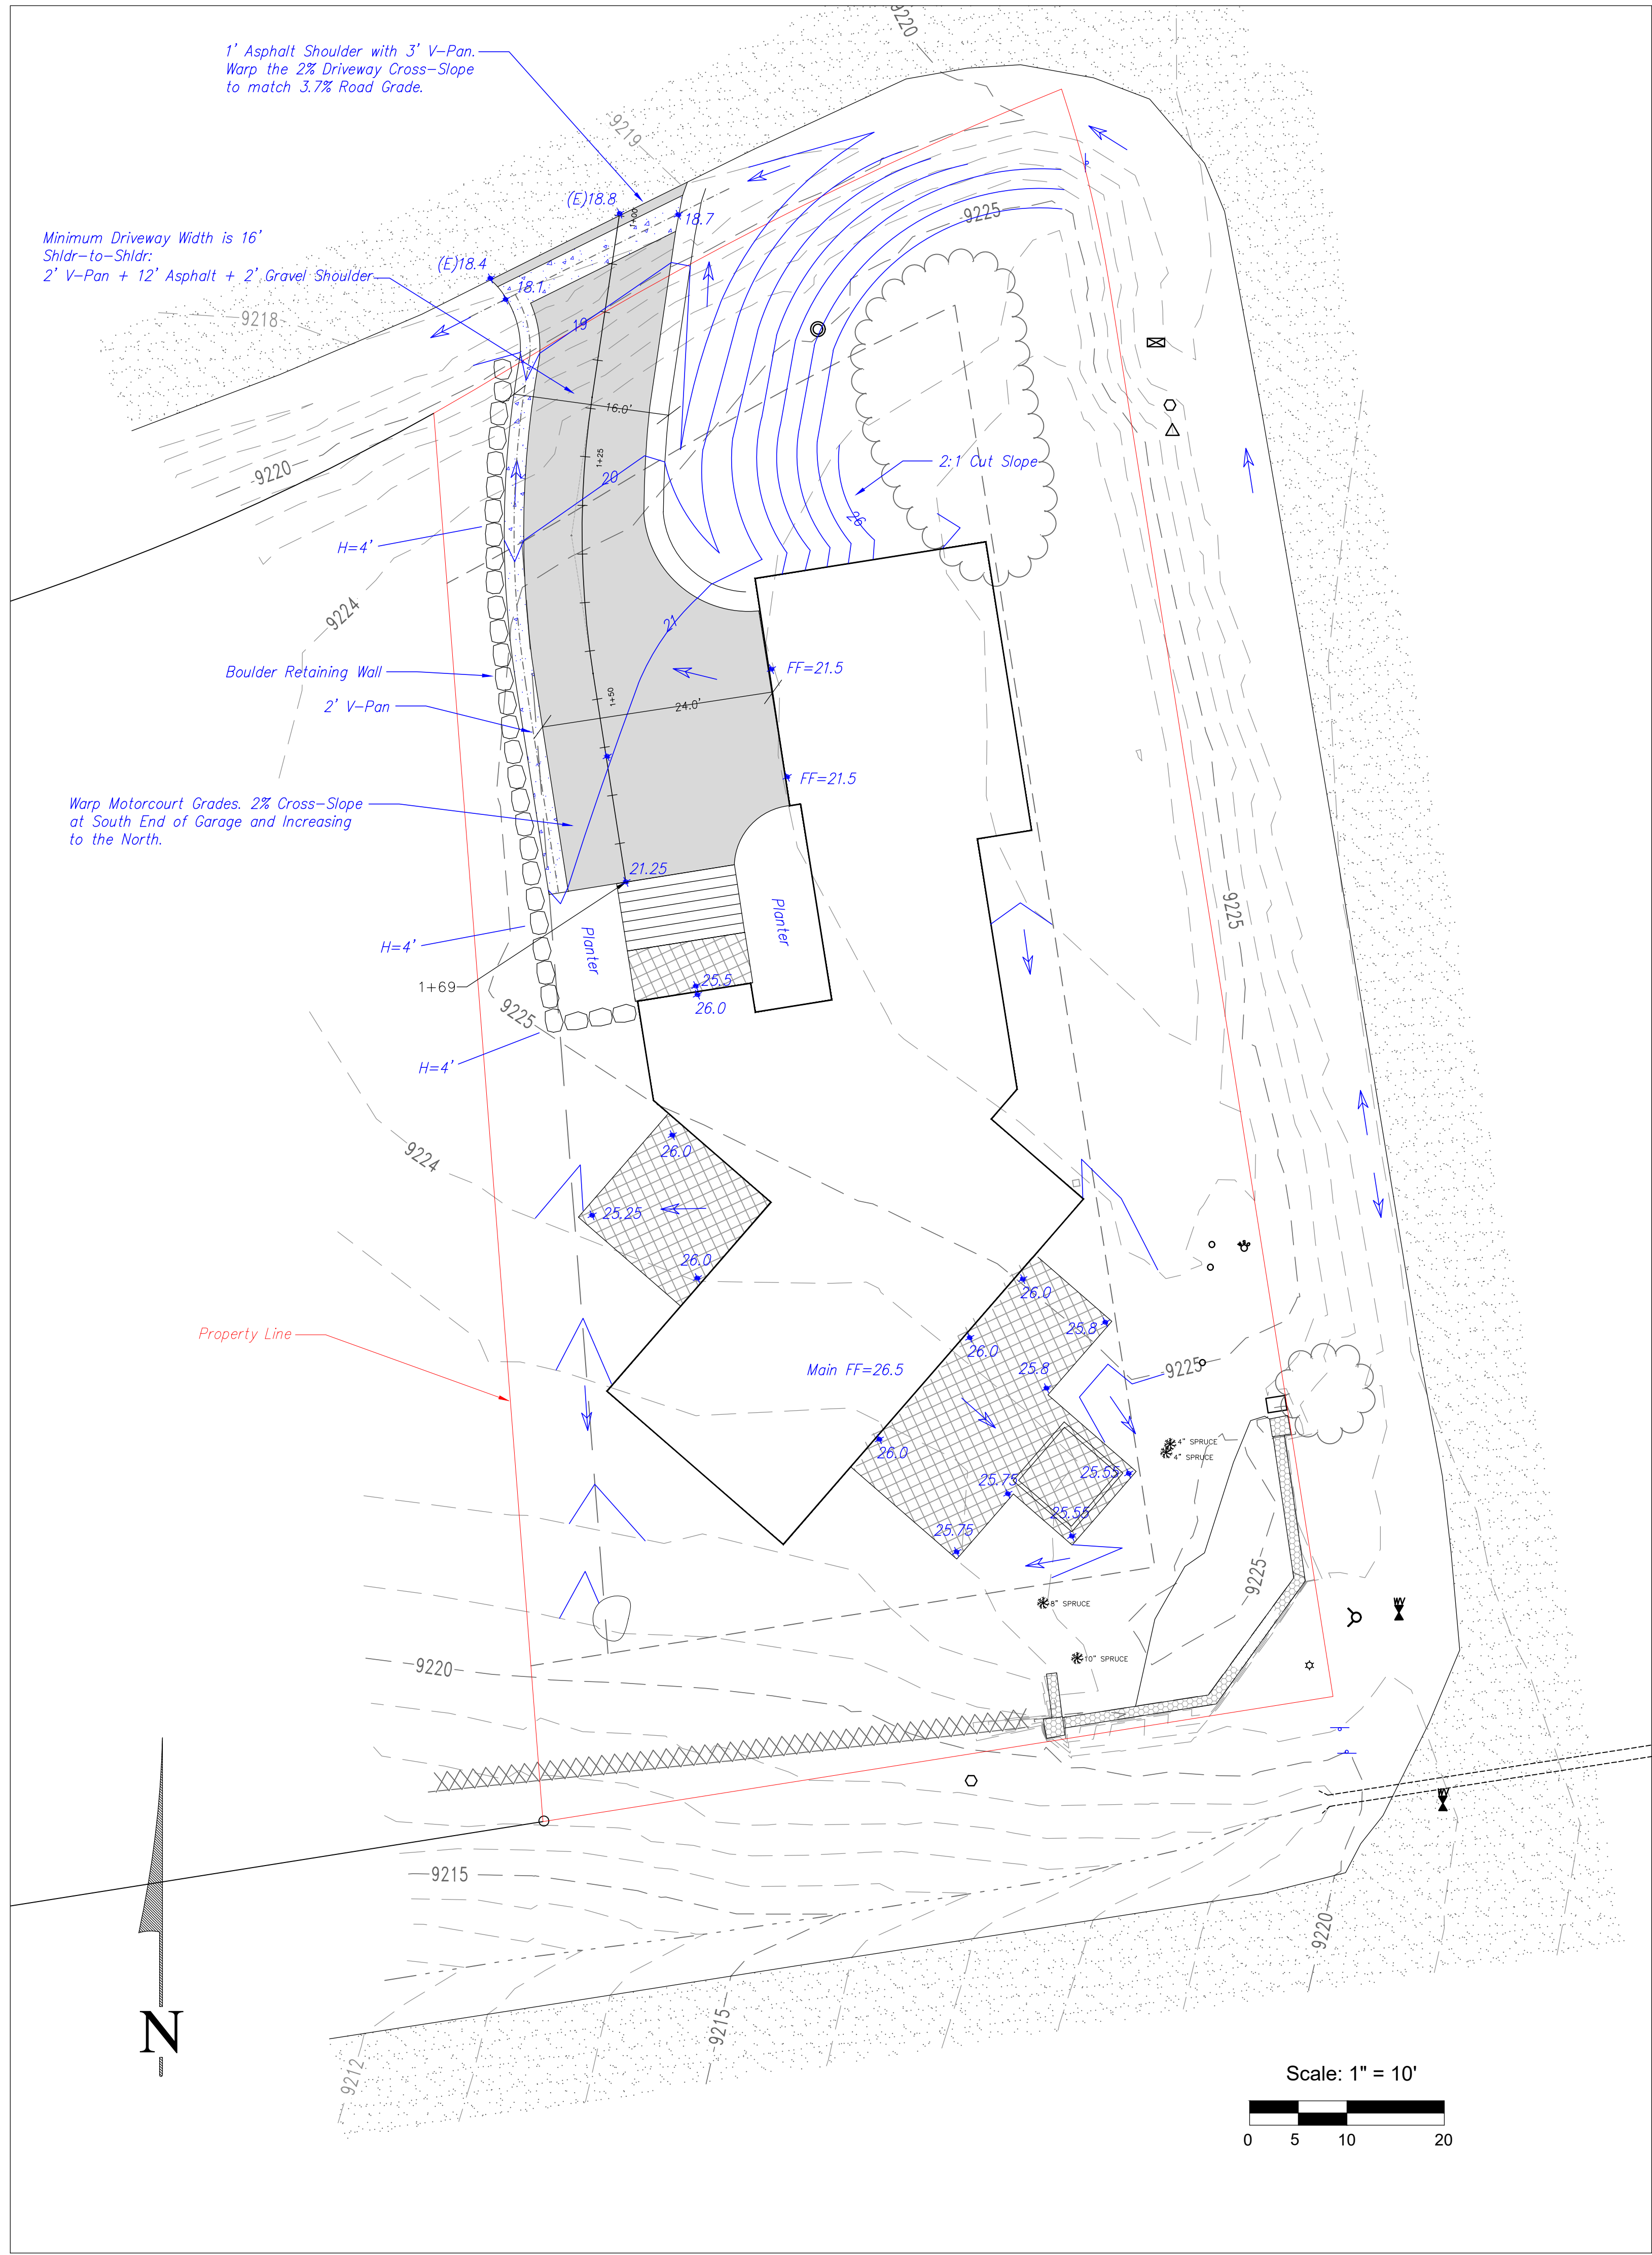 9220
1' Asphalt Shoulder with 3' V-Pan.
Warp the 2% Driveway Cross-Slope
to match 3.7% Road Grade.
9219
(E)18.8
1+00
18.7
9225
Minimum Driveway Width is 16'
Shldr-to-Shldr:
2' V-Pan + 12' Asphalt + 2' Gravel Shoulder
(E)18.4
18.1
9218
19
16.0'
9220
1+25
20
2:1 Cut Slope
26
H=4'
9224
21
Boulder Retaining Wall
FF=21.5
2' V-Pan
1+50
24.0'
FF=21.5
Warp Motorcourt Grades. 2% Cross-Slope
at South End of Garage and Increasing
to the North.
21.25
9225
Planter
Planter
H=4'
1+69
25.5
26.0
9225
H=4'
9224
26.0
25.25
26.0
26.0
25.8
Property Line
26.0
Main FF=26.5
25.8
9225
26.0
4" SPRUCE
4" SPRUCE
25.75
25.55
25.55
25.75
9225
8" SPRUCE
10" SPRUCE
WV
9220
WV
9215
9220
9215
9212
N
Scale: 1" = 10'
0 5 10 20